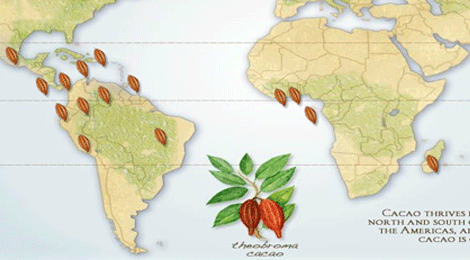 theobroma
cacao
CACAO THRIVES
NORTH AND SOUTH
THE AMERICAS,
CACAO IS